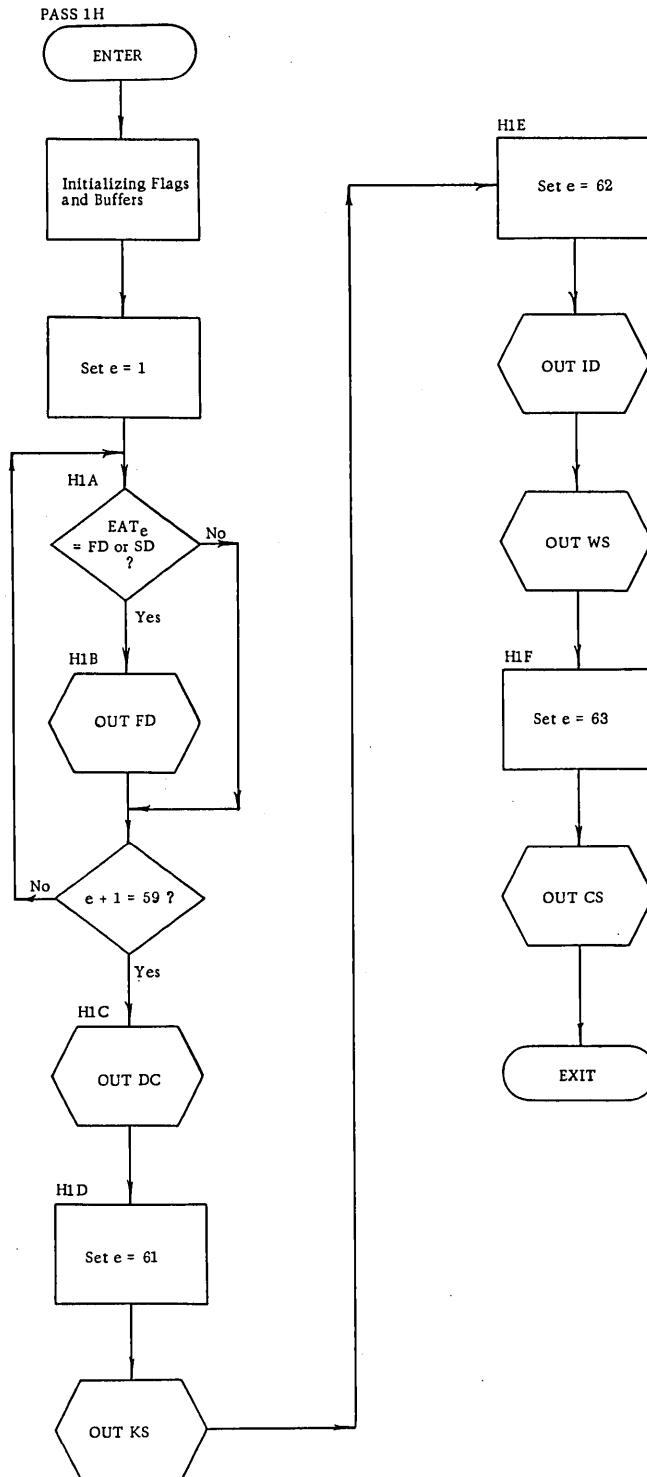 PASS 1H
ENTER
Initializing Flags
and Buffers
Set e = 1
H1A
EATe
= FD or SD
?
No
Yes
H1B
OUT FD
No
e + 1 = 59 ?
Yes
H1C
OUT DC
H1D
Set e = 61
OUT KS
H1E
Set e = 62
OUT ID
OUT WS
H1F
Set e = 63
OUT CS
EXIT